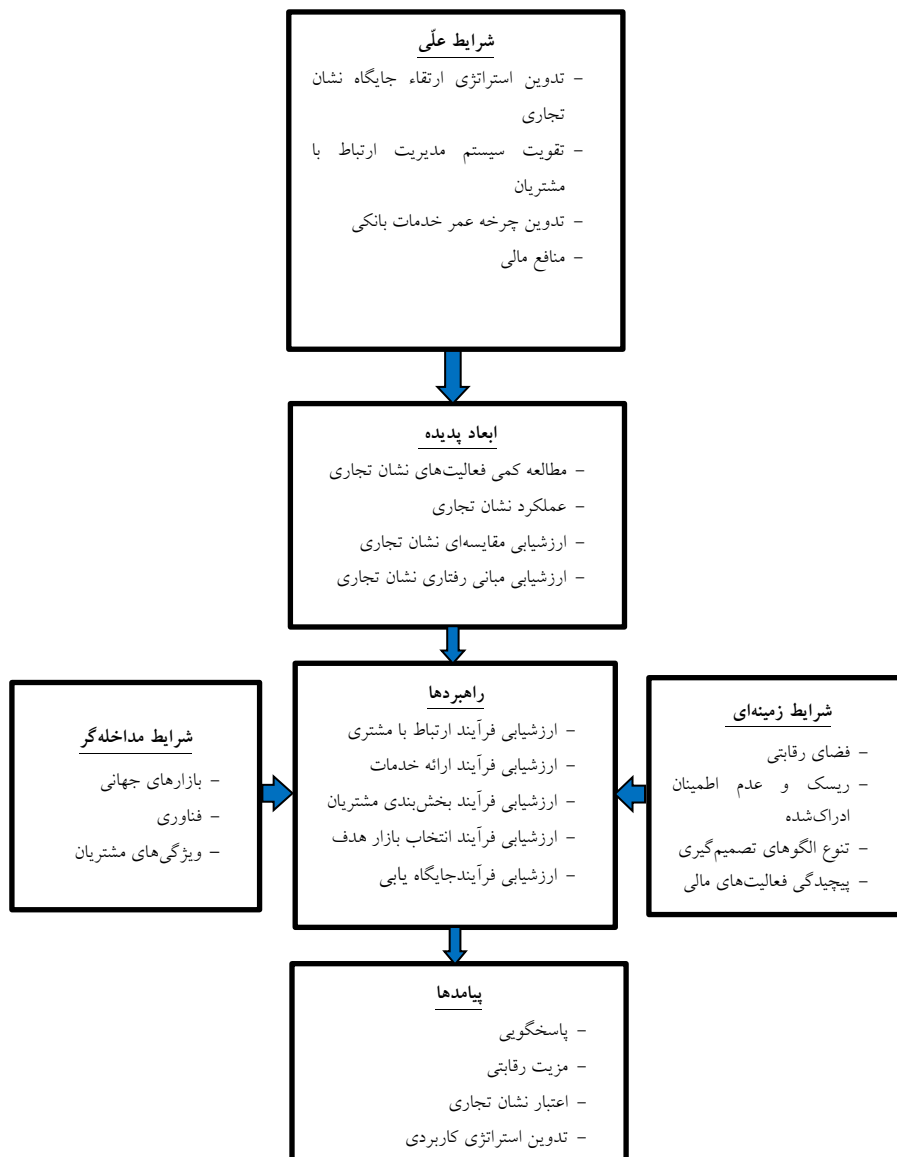 شرایط علّی
- تدوین استراتژی ارتقاء جایگاه نشان
تجاری
- تقویت سیستم مدیریت ارتباط با
مشتریان
- تدوین چرخه عمر خدمات بانکی
- منافع مالی
ابعاد پدیده
- مطالعه کمی فعالیت‌های نشان تجاری
- عملکرد نشان تجاری
- ارزشیابی مقایسه‌ای نشان تجاری
- ارزشیابی مبانی رفتاری نشان تجاری
شرایط زمینه‌ای
- فضای رقابتی
- ریسک و عدم اطمینان
ادراک‌شده
- تنوع الگوهای تصمیم‌گیری
- پیچیدگی فعالیت‌های مالی
راهبردها
- ارزشیابی فرآیند ارتباط با مشتری
- ارزشیابی فرآیند ارائه خدمات
- ارزشیابی فرآیند بخش‌بندی مشتریان
- ارزشیابی فرآیند انتخاب بازار هدف
- ارزشیابی فرآیندجایگاه یابی
شرایط مداخله‌گر
- بازارهای جهانی
- فناوری
- ویژگی‌های مشتریان
پیامدها
- پاسخگویی
- مزیت رقابتی
- اعتبار نشان تجاری
- تدوین استراتژی کاربردی